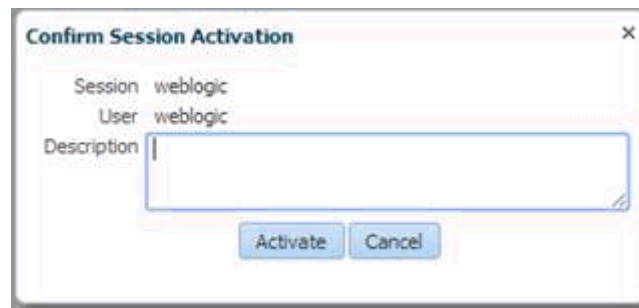 Confirm Session Activation
Session weblogic
User weblogic
Description
Activate Cancel